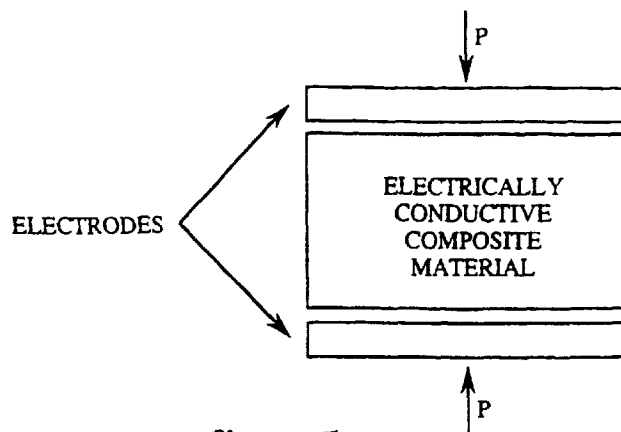 P
ELECTRODES
ELECTRICALLY
CONDUCTIVE
COMPOSITE
MATERIAL
P